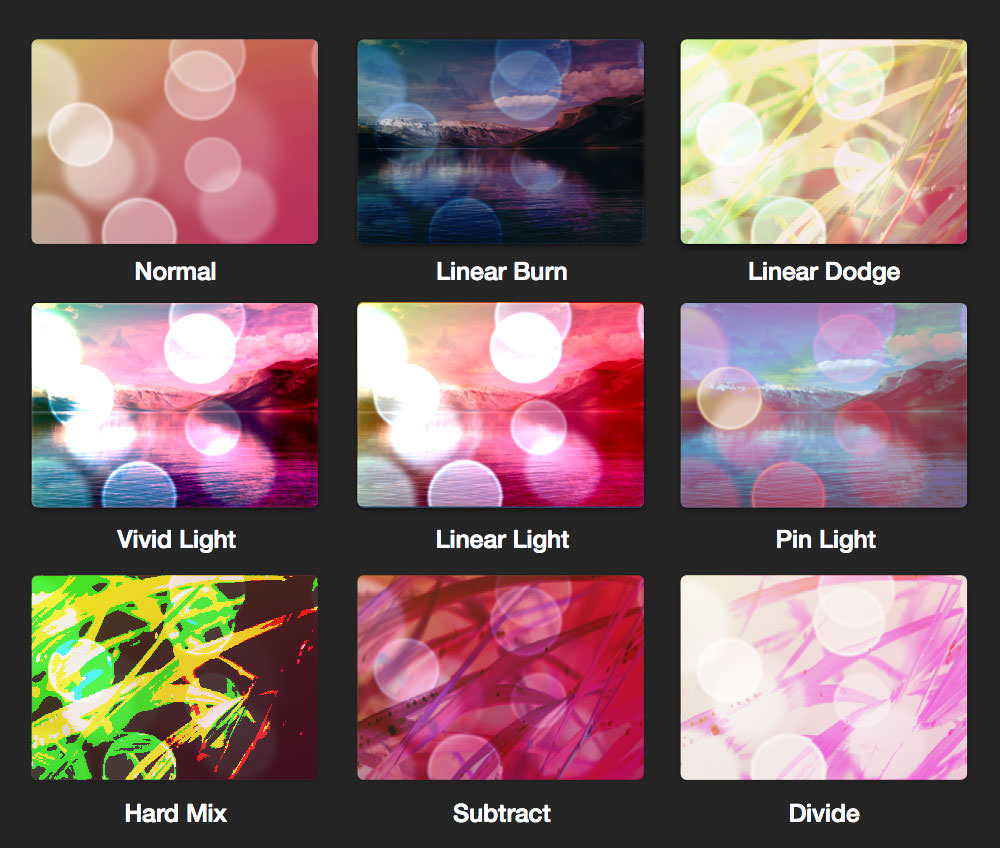 Normal
Linear Burn
Linear Dodge
Vivid Light
Linear Light
Pin Light
Hard Mix
Subtract
Divide